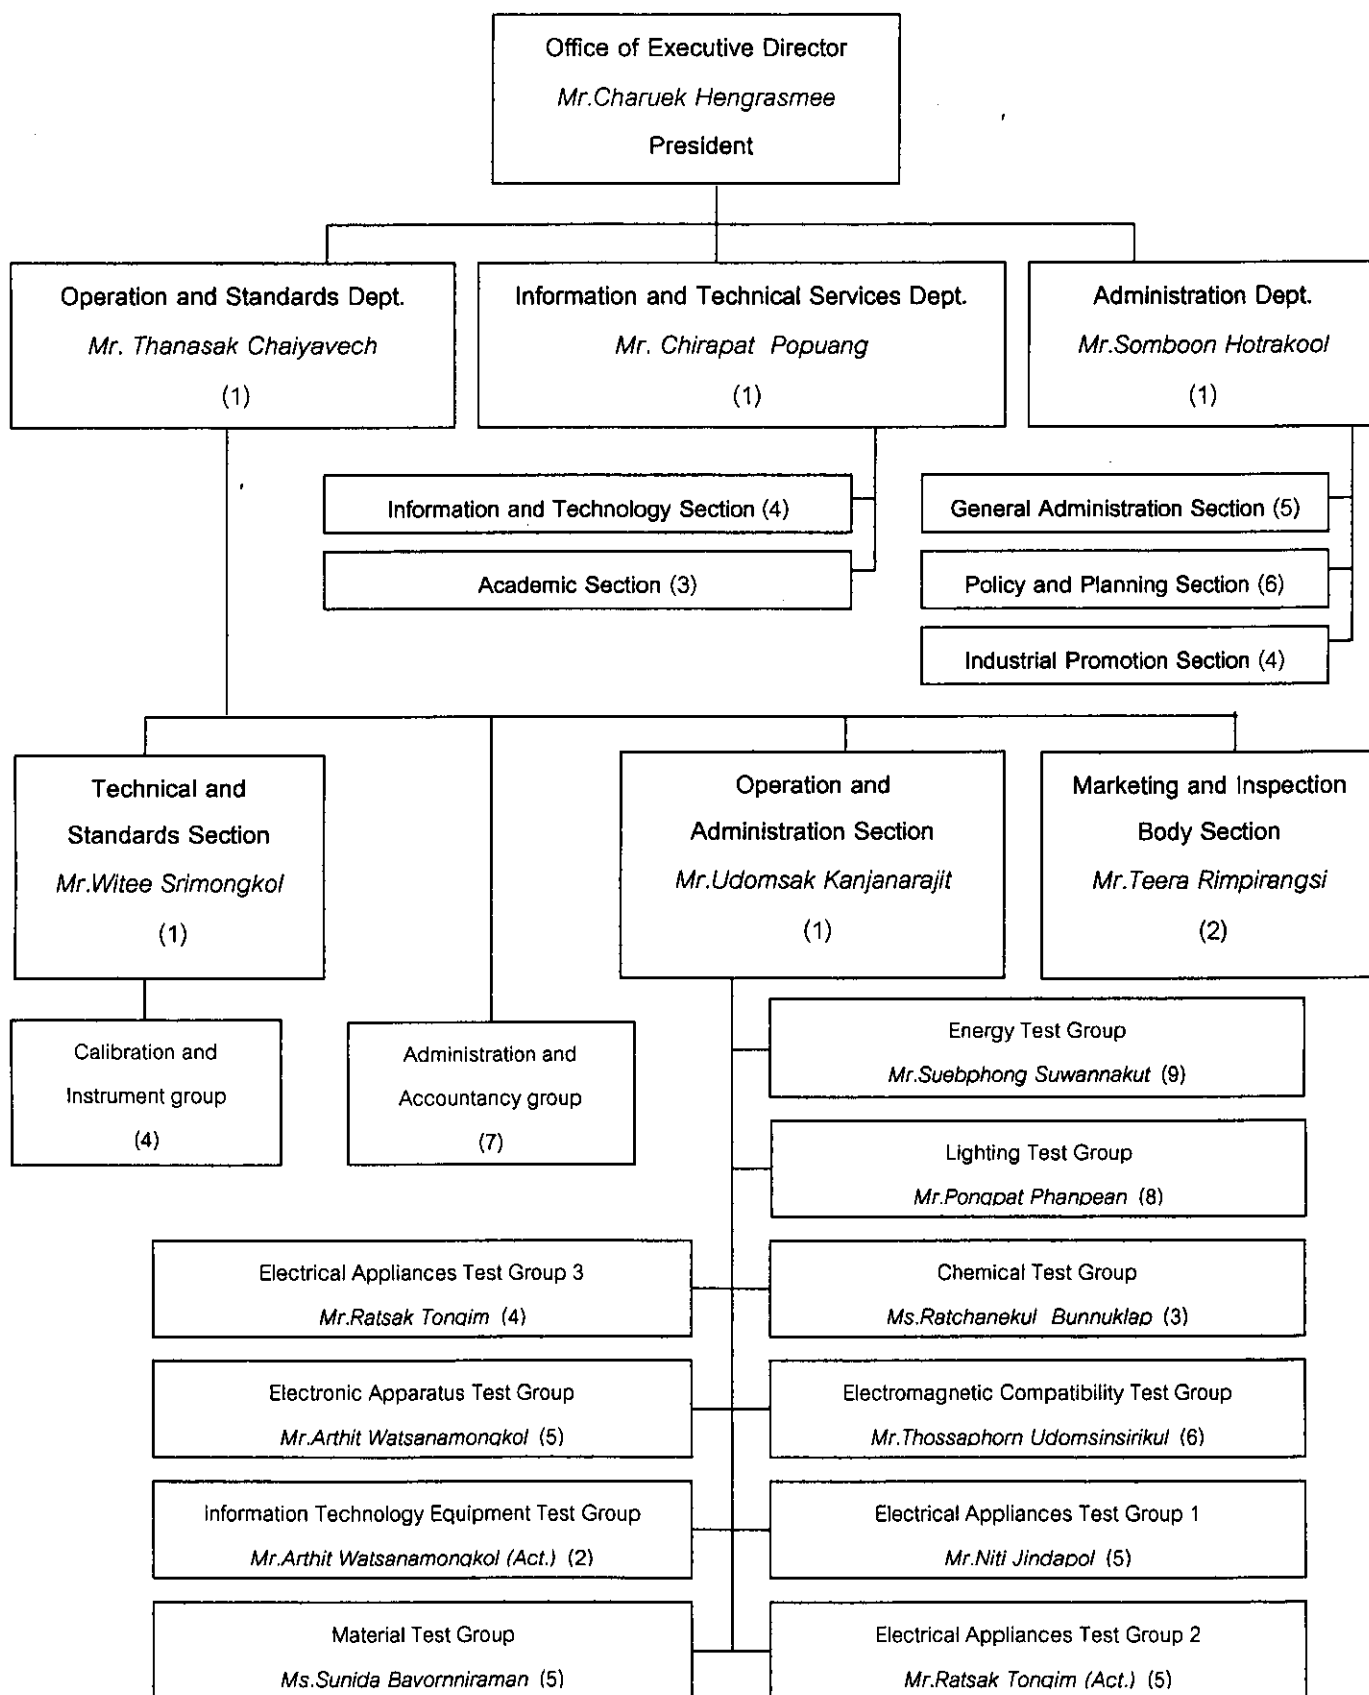 Office of Executive Director
Mr.Charuek Hengrasmee
President
Operation and Standards Dept.
Mr. Thanasak Chaiyavech
(1)
Information and Technical Services Dept.
Mr. Chirapat Popuang
(1)
Administration Dept.
Mr.Somboon Hotrakool
(1)
Information and Technology Section (4)
Academic Section (3)
General Administration Section (5)
Policy and Planning Section (6)
Industrial Promotion Section (4)
Technical and
Standards Section
Mr.Witee Srimongkol
(1)
Operation and
Administration Section
Mr.Udomsak Kanjanarajit
(1)
Marketing and Inspection
Body Section
Mr.Teera Rimpirangsi
(2)
Calibration and
Instrument group
(4)
Administration and
Accountancy group
(7)
Energy Test Group
Mr.Suebphong Suwannakut (9)
Lighting Test Group
Mr.Pongpat Phanpean (8)
Electrical Appliances Test Group 3
Mr.Ratsak Tongim (4)
Chemical Test Group
Ms.Ratchanekul Bunnuklap (3)
Electronic Apparatus Test Group
Mr.Arthit Watsanamongkol (5)
Electromagnetic Compatibility Test Group
Mr.Thossaphorn Udomsinsirikul (6)
Information Technology Equipment Test Group
Mr.Arthit Watsanamongkol (Act.) (2)
Electrical Appliances Test Group 1
Mr.Niti Jindapol (5)
Material Test Group
Ms.Sunida Bavornniraman (5)
Electrical Appliances Test Group 2
Mr.Ratsak Tongim (Act.) (5)